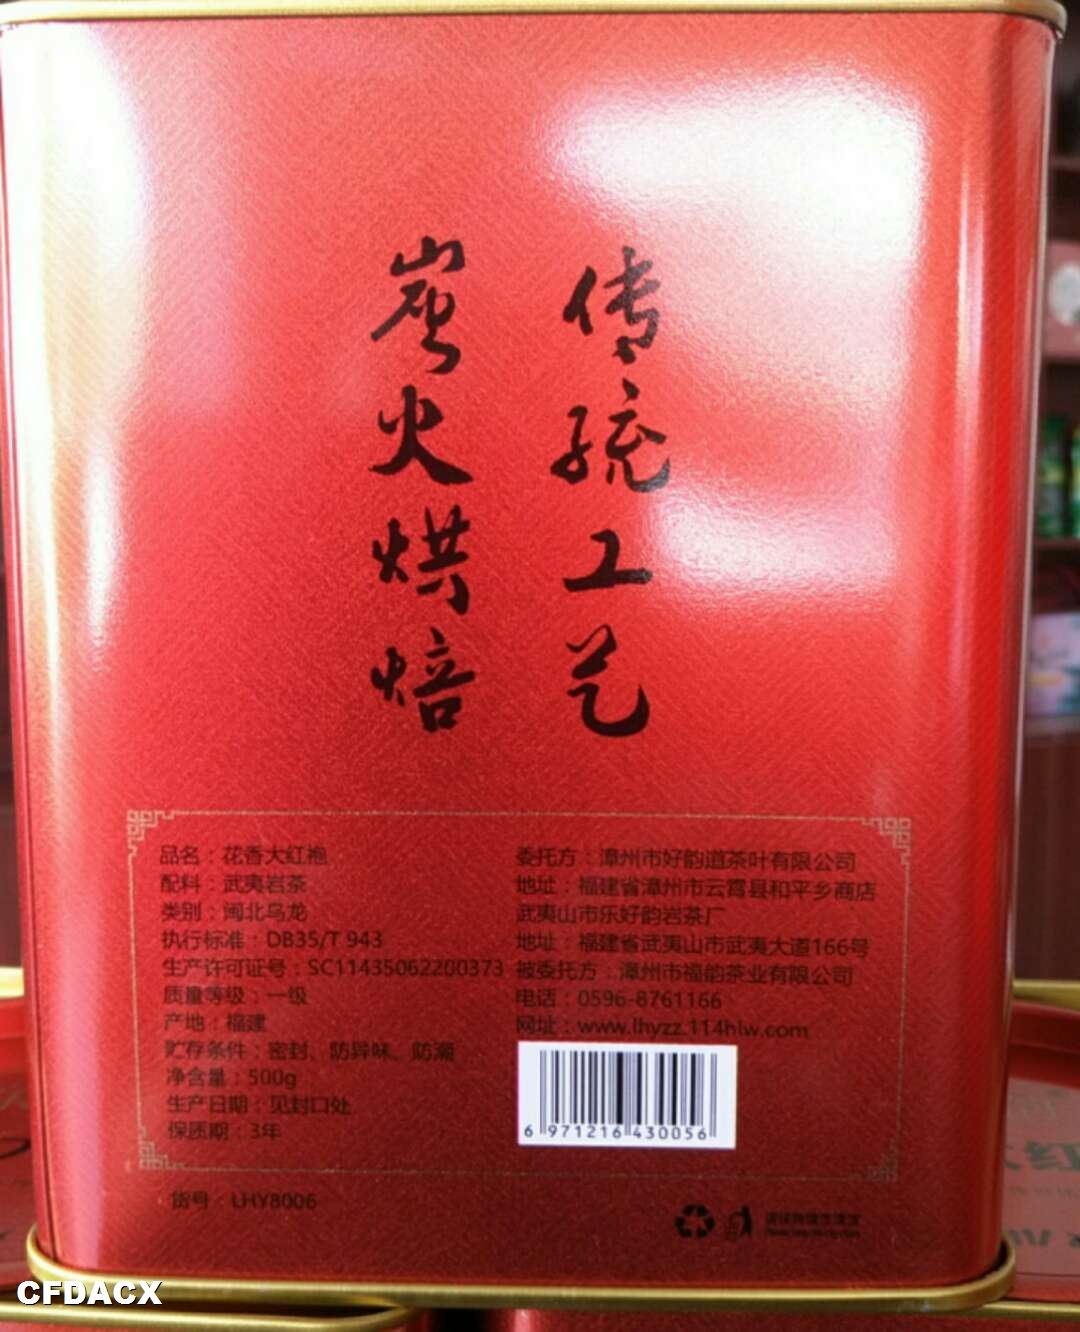 传统工艺
炭火烘焙
品名：花香大红袍
配料：武夷岩茶
类别：闽北乌龙
执行标准：DB35/T 943
生产许可证号：SC11435062200373
质量等级：一级
产地：福建
贮存条件：密封、防异味、防潮
净含量：500g
生产日期：见封口处
保质期：3年
委托方：漳州市好韵道茶叶有限公司
地址：福建省漳州市云霄县和平乡商店
武夷山市乐好韵岩茶厂
地址：福建省武夷山市武夷大道166号
被委托方：漳州市福韵茶业有限公司
电话：0596-8761166
网址：www.lhyzz.114hlw.com
6 971216 430056
货号：LHY8006
CFDACX